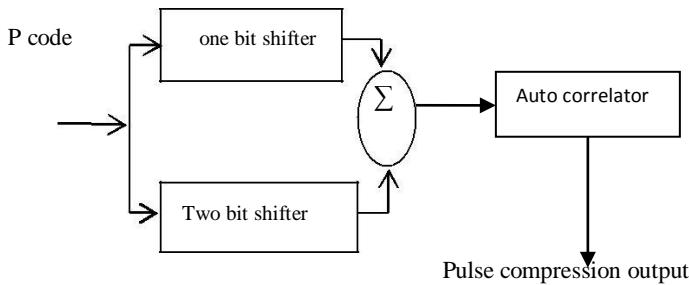 P code
one bit shifter
∑
Auto correlator
Two bit shifter
Pulse compression output